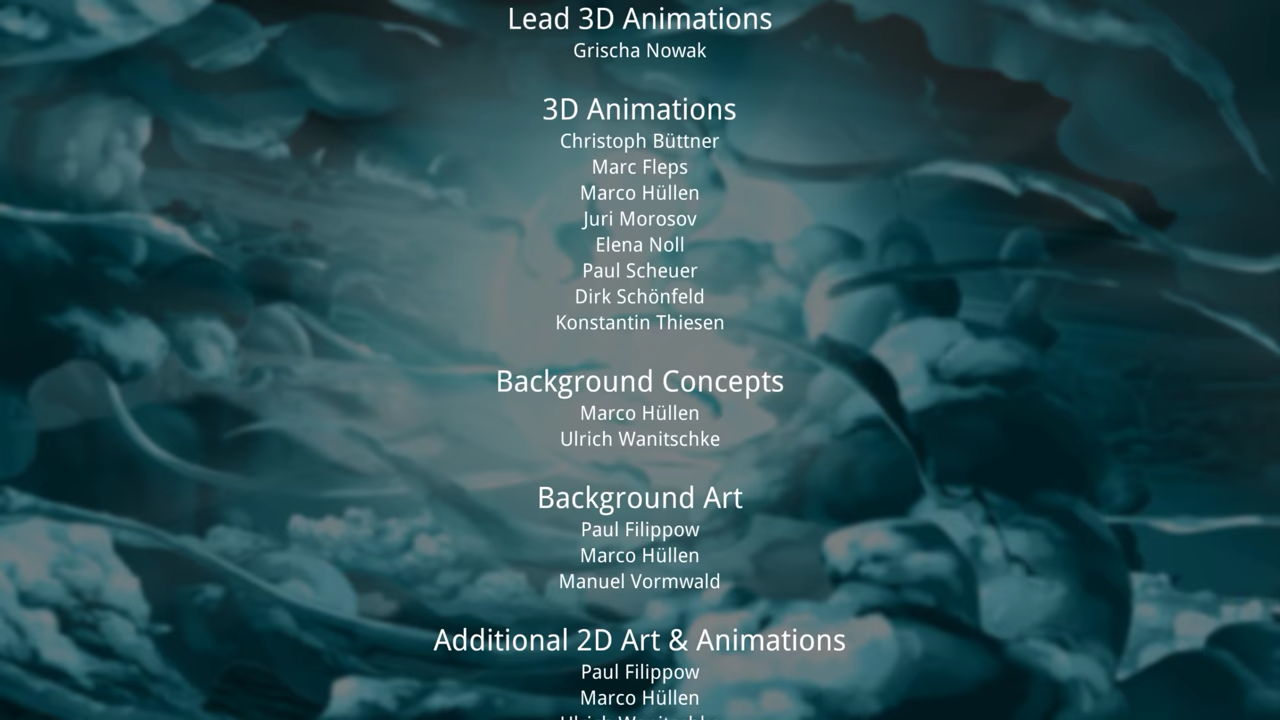 Lead 3D Animations
Grischa Nowak
3D Animations
Christoph Büttner
Marc Fleps
Marco Hüllen
Juri Morosov
Elena Noll
Paul Scheuer
Dirk Schönfeld
Konstantin Thiesen
Background Concepts
Marco Hüllen
Ulrich Wanitschke
Background Art
Paul Filippow
Marco Hüllen
Manuel Vormwald
Additional 2D Art & Animations
Paul Filippow
Marco Hüllen